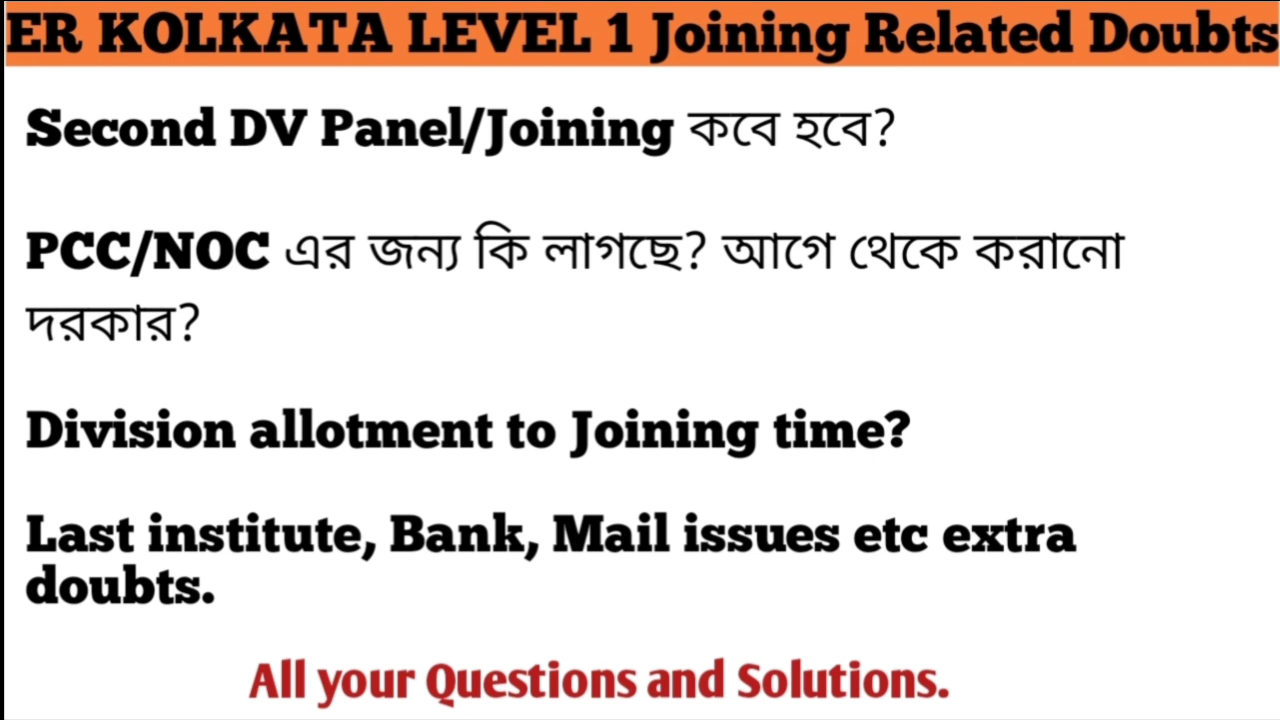 ER KOLKATA LEVEL 1 Joining Related Doubts
Second DV Panel/Joining কবে হবে?
PCC/NOC এর জন্য কি লাগছে? আগে থেকে করানো
দরকার?
Division allotment to Joining time?
Last institute, Bank, Mail issues etc extra
doubts.
All your Questions and Solutions.